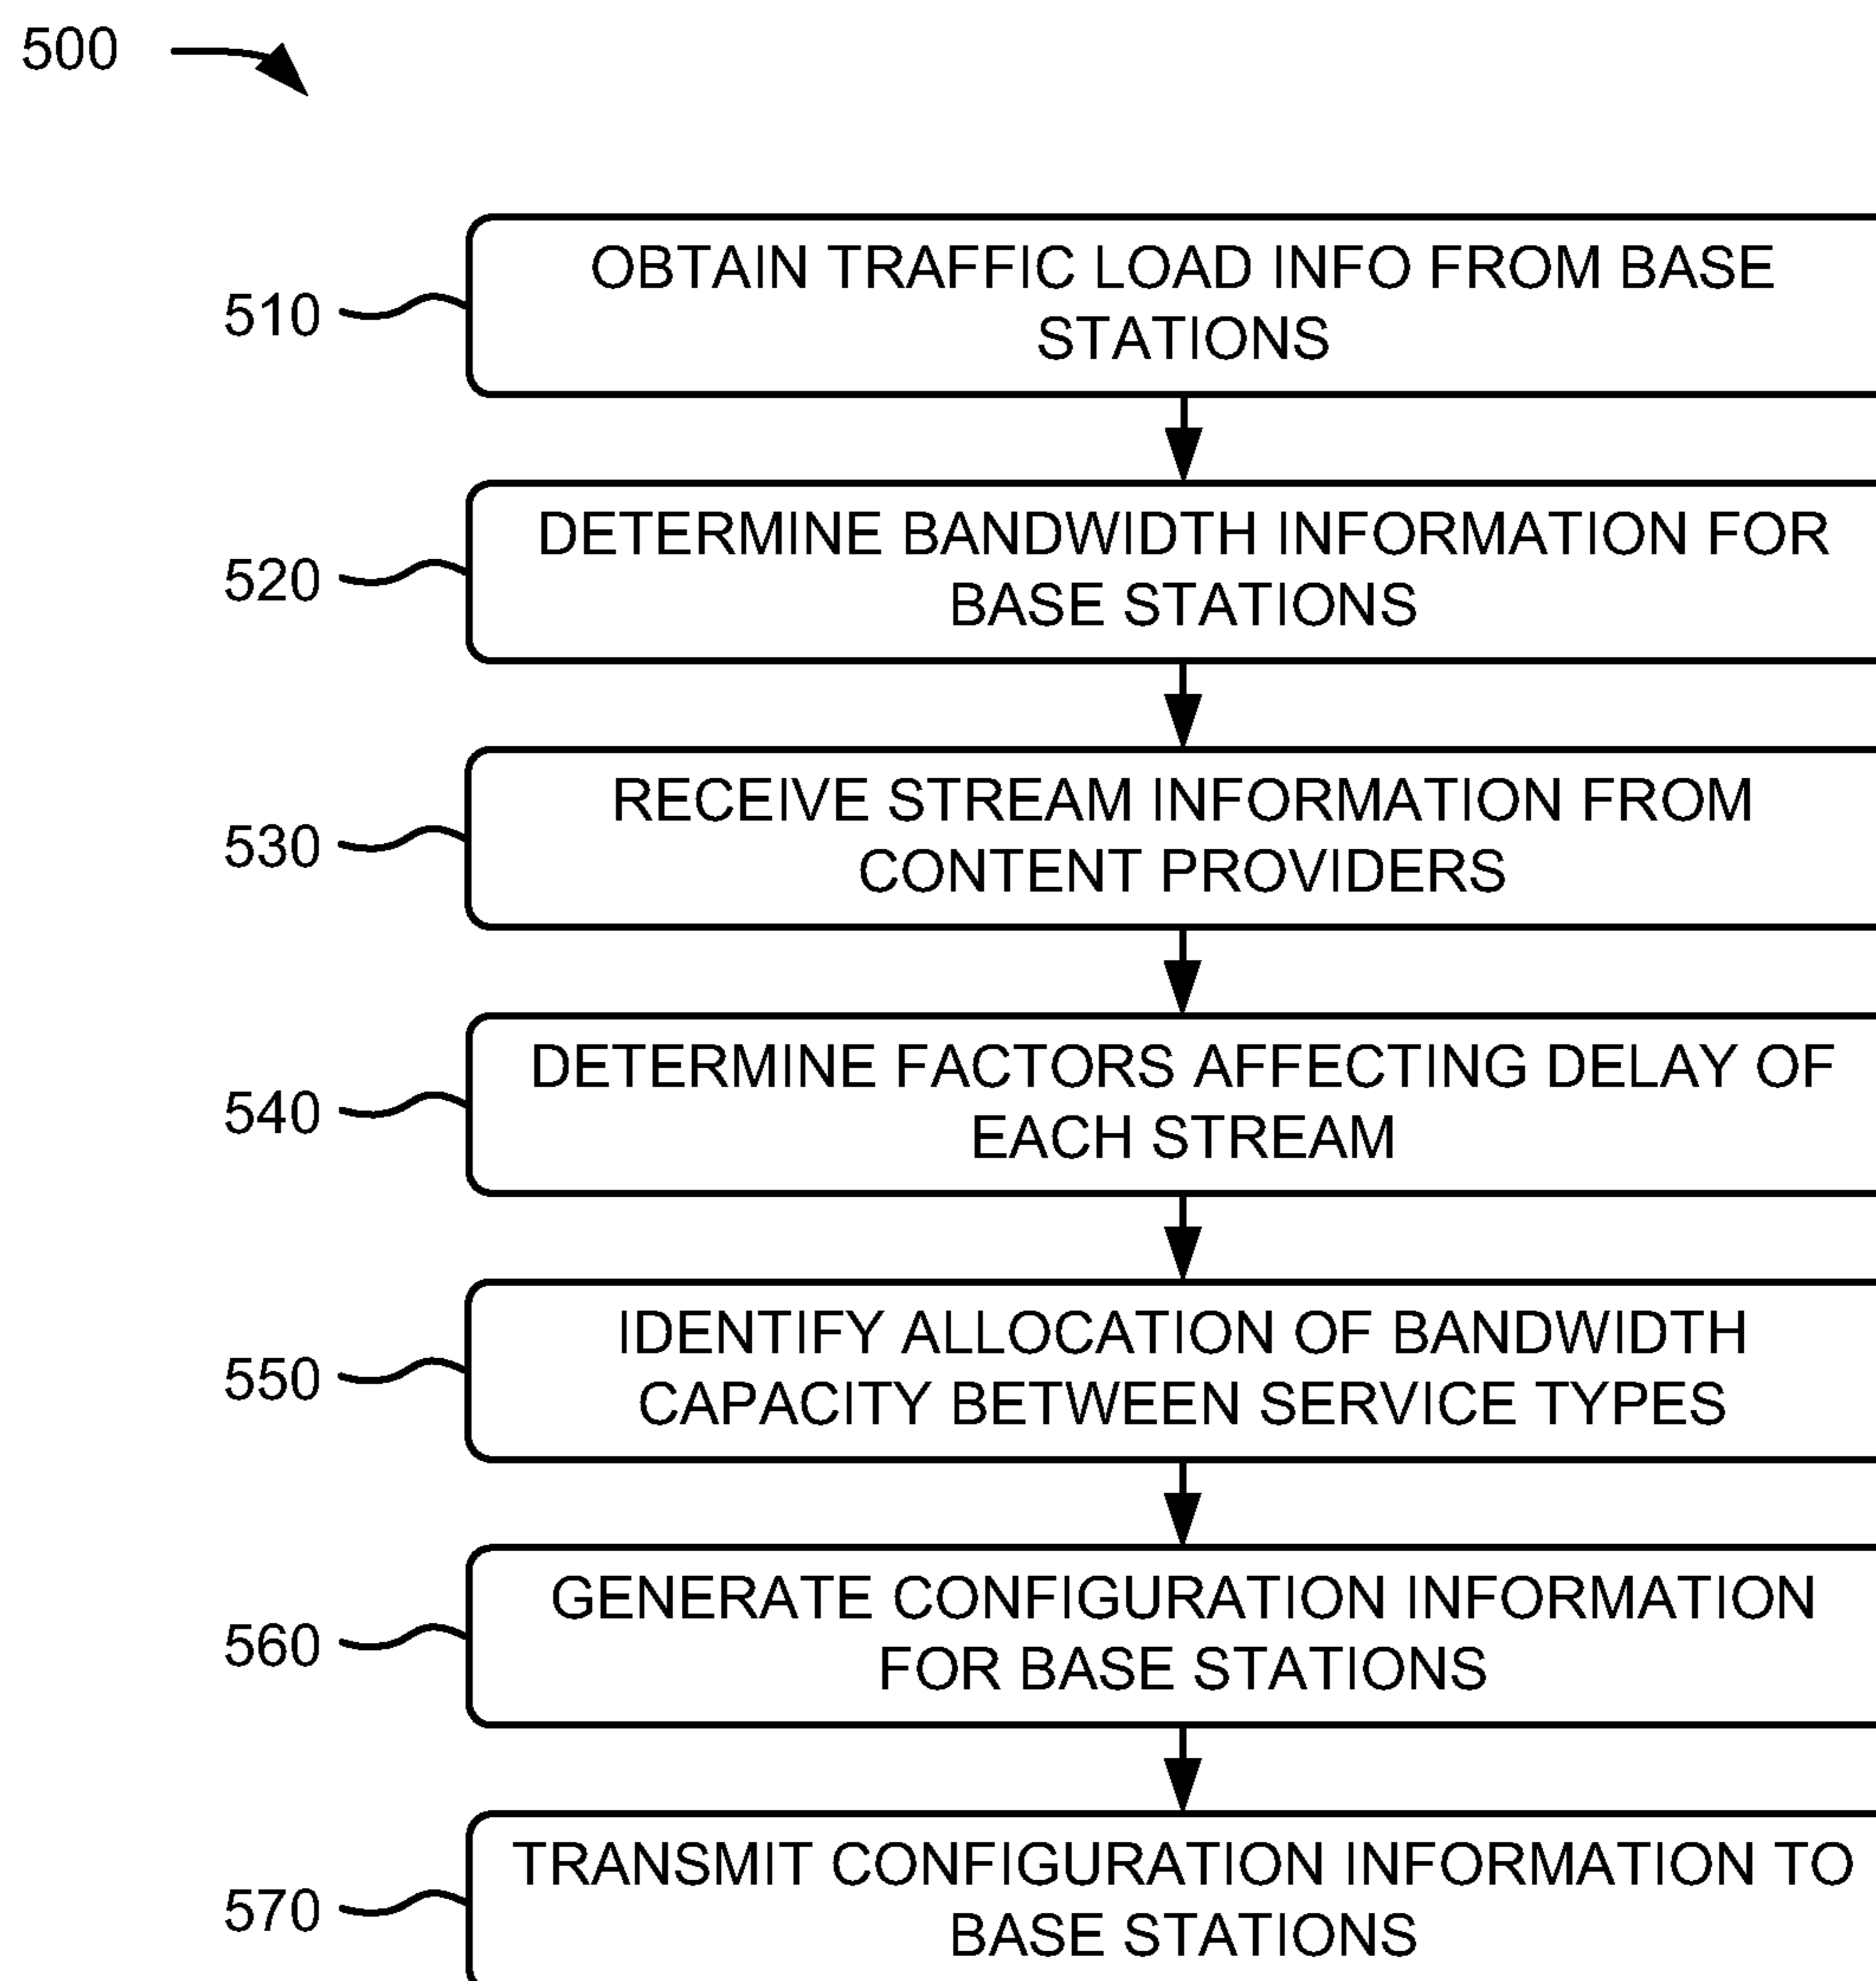 500
510
OBTAIN TRAFFIC LOAD INFO FROM BASE
STATIONS
520
DETERMINE BANDWIDTH INFORMATION FOR
BASE STATIONS
530
RECEIVE STREAM INFORMATION FROM
CONTENT PROVIDERS
540
DETERMINE FACTORS AFFECTING DELAY OF
EACH STREAM
550
IDENTIFY ALLOCATION OF BANDWIDTH
CAPACITY BETWEEN SERVICE TYPES
560
GENERATE CONFIGURATION INFORMATION
FOR BASE STATIONS
570
TRANSMIT CONFIGURATION INFORMATION TO
BASE STATIONS